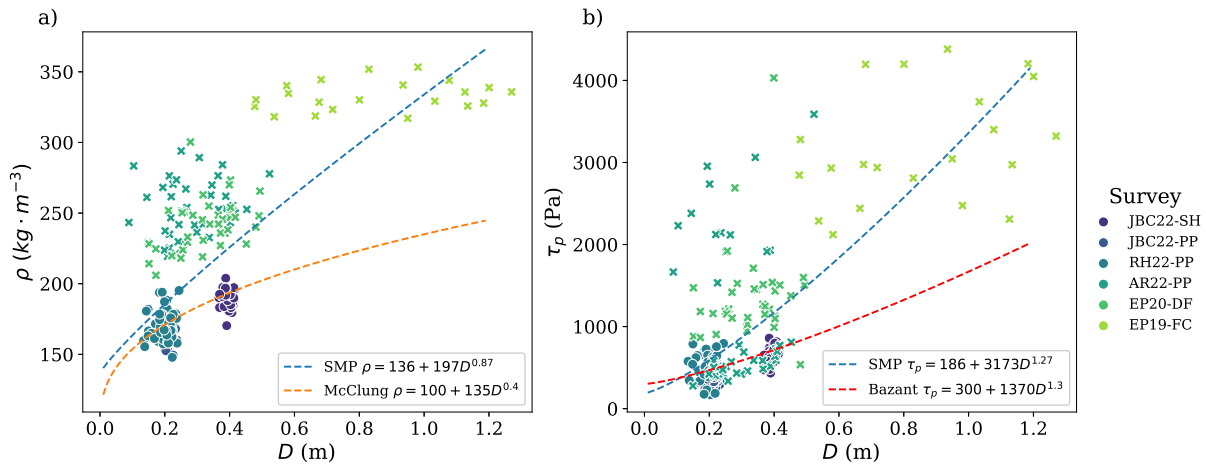 a)
b)
350
300
250
200
150
ρ (kg · m⁻³)
0.0 0.2 0.4 0.6 0.8 1.0 1.2
D (m)
SMP ρ = 136 + 197D^0.87
McClung ρ = 100 + 135D^0.4
4000
3000
2000
1000
0
τ_p (Pa)
0.0 0.2 0.4 0.6 0.8 1.0 1.2
D (m)
SMP τ_p = 186 + 3173D^1.27
Bazant τ_p = 300 + 1370D^1.3
Survey
JBC22-SH
JBC22-PP
RH22-PP
AR22-PP
EP20-DF
EP19-FC